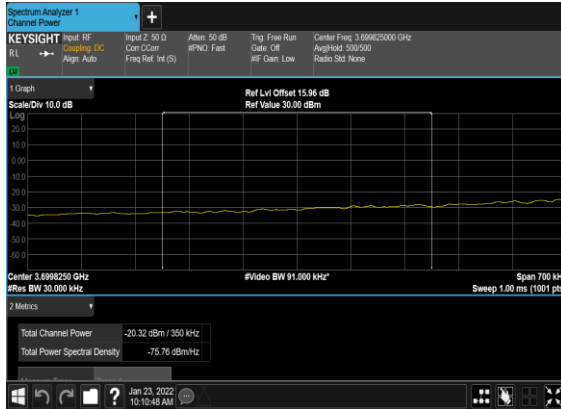 Spectrum Analyzer 1
Channel Power
KEYSIGHT
RL
LU
Input: RF
Coupling: DC
Align: Auto
Input Z: 50 Ω
Corr CCorr
Freq Ref: Int (S)
Atten: 50 dB
#PNO: Fast
Trig: Free Run
Gate: Off
#IF Gain: Low
Center Freq: 3.699825000 GHz
Avg|Hold: 500/500
Radio Std: None
1 Graph
Scale/Div 10.0 dB
Ref Lvl Offset 15.96 dB
Ref Value 30.00 dBm
Log
20.0
10.0
0.00
-10.0
-20.0
-30.0
-40.0
-50.0
-60.0
Center 3.6998250 GHz
#Res BW 30.000 kHz
#Video BW 91.000 kHz*
Span 700 kH
Sweep 1.00 ms (1001 pts
2 Metrics
Total Channel Power -20.32 dBm / 350 kHz
Total Power Spectral Density -75.76 dBm/Hz
?
Jan 23, 2022
10:10:48 AM